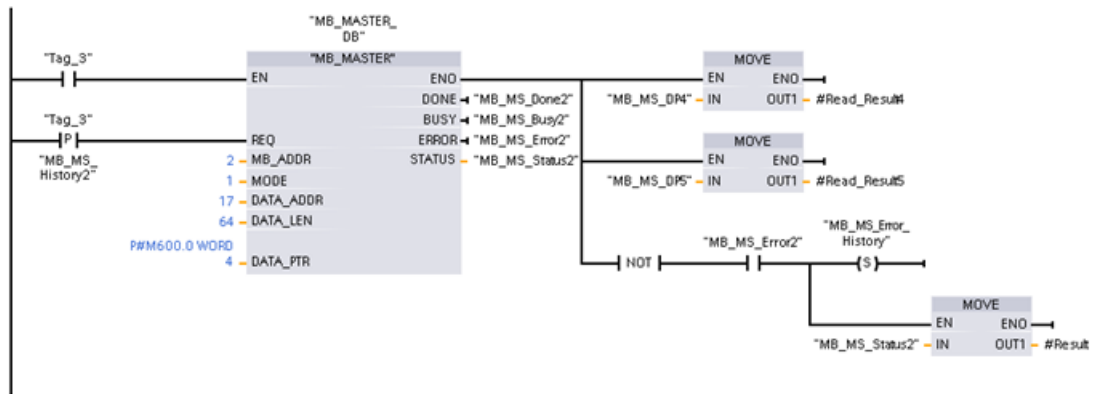 "MB_MASTER_
DB"
"Tag_3"
"MB_MASTER"
MOVE
EN
ENO
EN
ENO
DONE
"MB_MS_Done2"
"MB_MS_DP4"
IN
OUT1
#Read_Result4
"Tag_3"
BUSY
"MB_MS_Busy2"
P
REQ
ERROR
"MB_MS_Error2"
MOVE
"MB_MS_
History2"
2
MB_ADDR
STATUS
"MB_MS_Status2"
EN
ENO
1
MODE
"MB_MS_DP5"
IN
OUT1
#Read_Result5
17
DATA_ADDR
64
DATA_LEN
"MB_MS_Error_
History"
P#M600.0 WORD
4
DATA_PTR
NOT
"MB_MS_Error2"
S
MOVE
EN
ENO
"MB_MS_Status2"
IN
OUT1
#Result